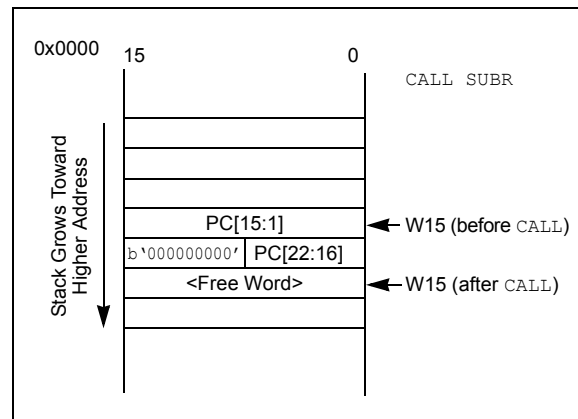 0x0000
15 0
CALL SUBR
Stack Grows Toward
Higher Address
PC[15:1]
W15 (before CALL)
b‘000000000’ PC[22:16]
<Free Word>
W15 (after CALL)